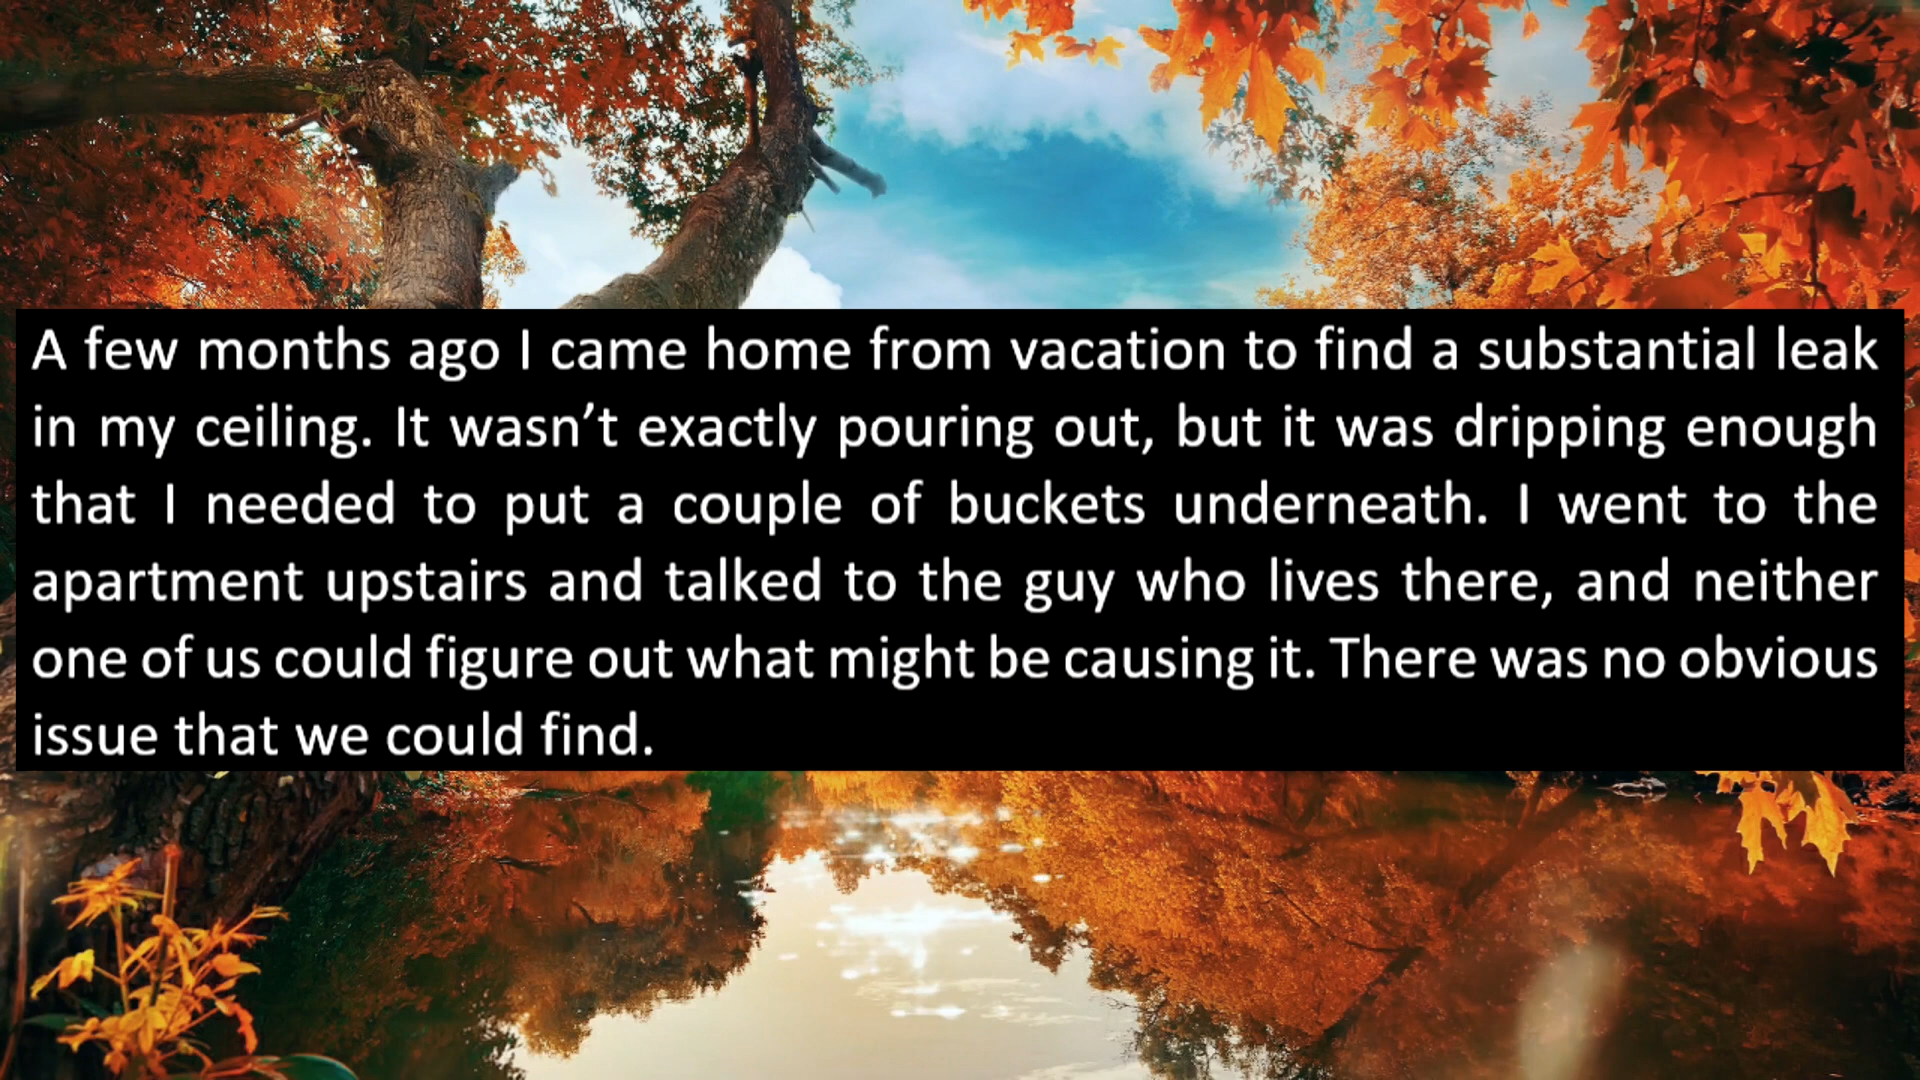 A few months ago I came home from vacation to find a substantial leak
in my ceiling. It wasn’t exactly pouring out, but it was dripping enough
that I needed to put a couple of buckets underneath. I went to the
apartment upstairs and talked to the guy who lives there, and neither
one of us could figure out what might be causing it. There was no obvious
issue that we could find.